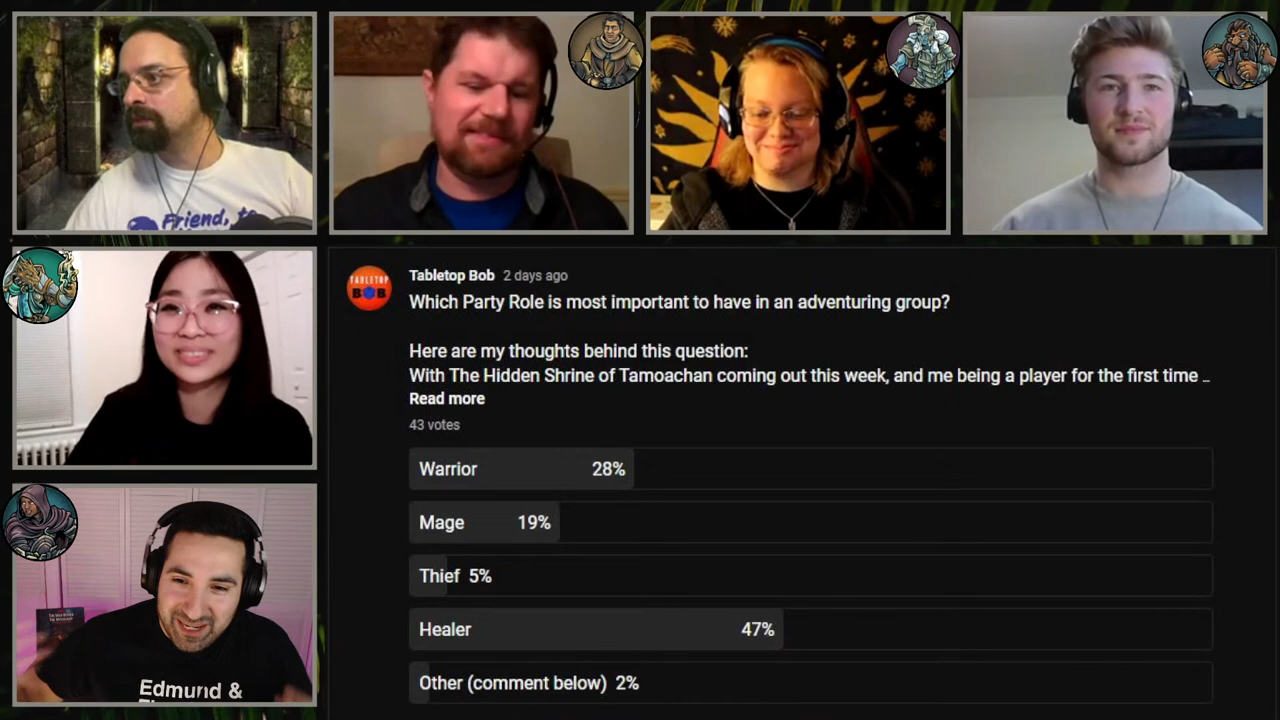 Friend, to
TABLETOP
BOB
Tabletop Bob 2 days ago
Which Party Role is most important to have in an adventuring group?
Here are my thoughts behind this question:
With The Hidden Shrine of Tamoachan coming out this week, and me being a player for the first time ...
Read more
43 votes
Warrior 28%
Mage 19%
Thief 5%
Healer 47%
Other (comment below) 2%
Edmund &